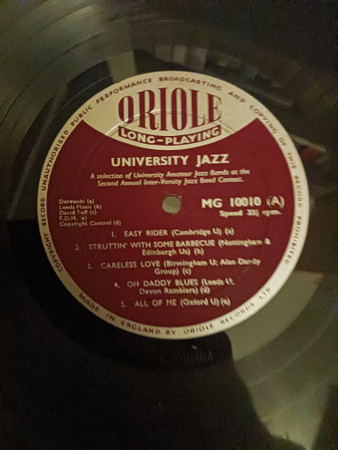 COPYRIGHT RECORD. UNAUTHORISED PUBLIC PERFORMANCE BROADCASTING AND COPYING OF THIS RECORD PROHIBITED
ORIOLE
LONG-PLAYING
UNIVERSITY JAZZ
A selection of University Amateur Jazz Bands at the
Second Annual Inter-Varsity Jazz Band Contest.
Darewski (a)
Leeds Music (b)
David Toff (c)
F.D.H. (e)
Copyright Control (d)
MG 10010 (A)
Speed 33⅓ rpm.
1. EASY RIDER (Cambridge U) (a)
2. STRUTTIN' WITH SOME BARBECUE (Nottingham &
Edinburgh Us) (b)
3. CARELESS LOVE (Birmingham U; Alan
Group) (c)
4. OH DADDY BLUES (Leeds U;
Devon Ramblers) (d)
5. ALL OF ME (Oxford U) (e)
MADE IN ENGLAND BY ORIOLE RECORDS LTD